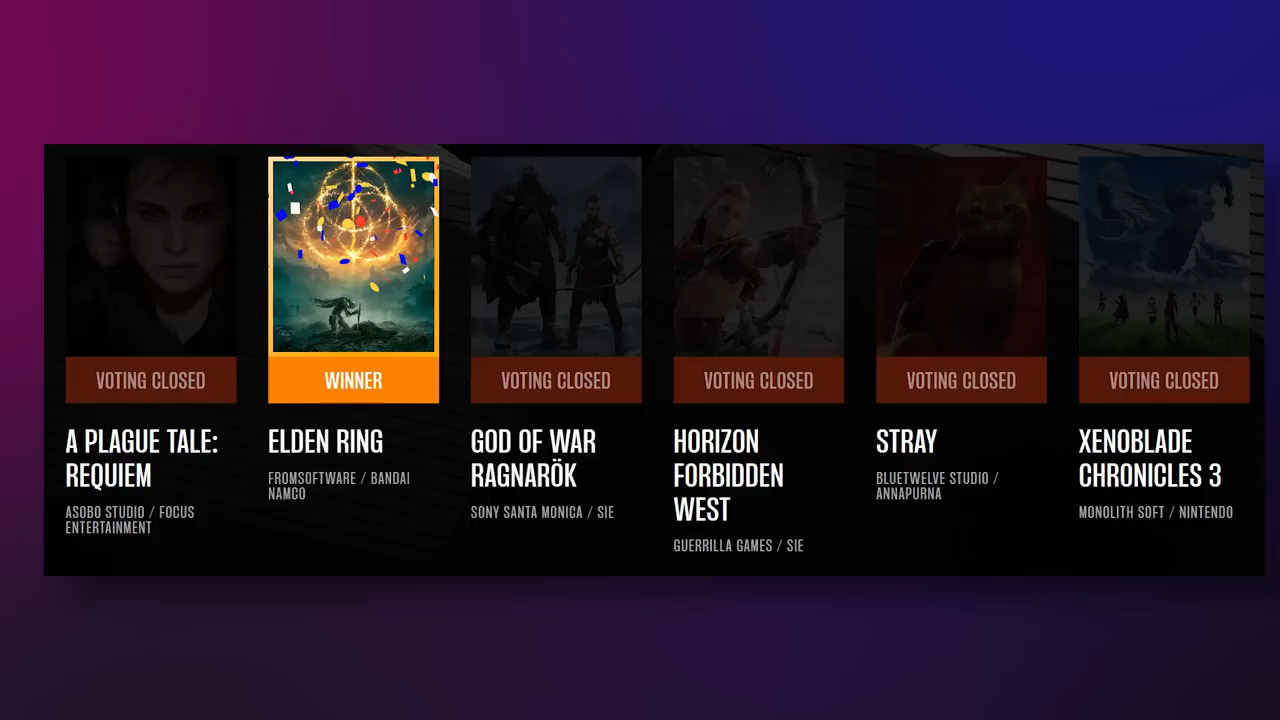 VOTING CLOSED
WINNER
VOTING CLOSED
VOTING CLOSED
VOTING CLOSED
VOTING CLOSED
A PLAGUE TALE:
REQUIEM
ASOBO STUDIO / FOCUS
ENTERTAINMENT
ELDEN RING
FROMSOFTWARE / BANDAI
NAMCO
GOD OF WAR
RAGNARÖK
SONY SANTA MONICA / SIE
HORIZON
FORBIDDEN
WEST
GUERRILLA GAMES / SIE
STRAY
BLUETWELVE STUDIO /
ANNAPURNA
XENOBLADE
CHRONICLES 3
MONOLITH SOFT / NINTENDO